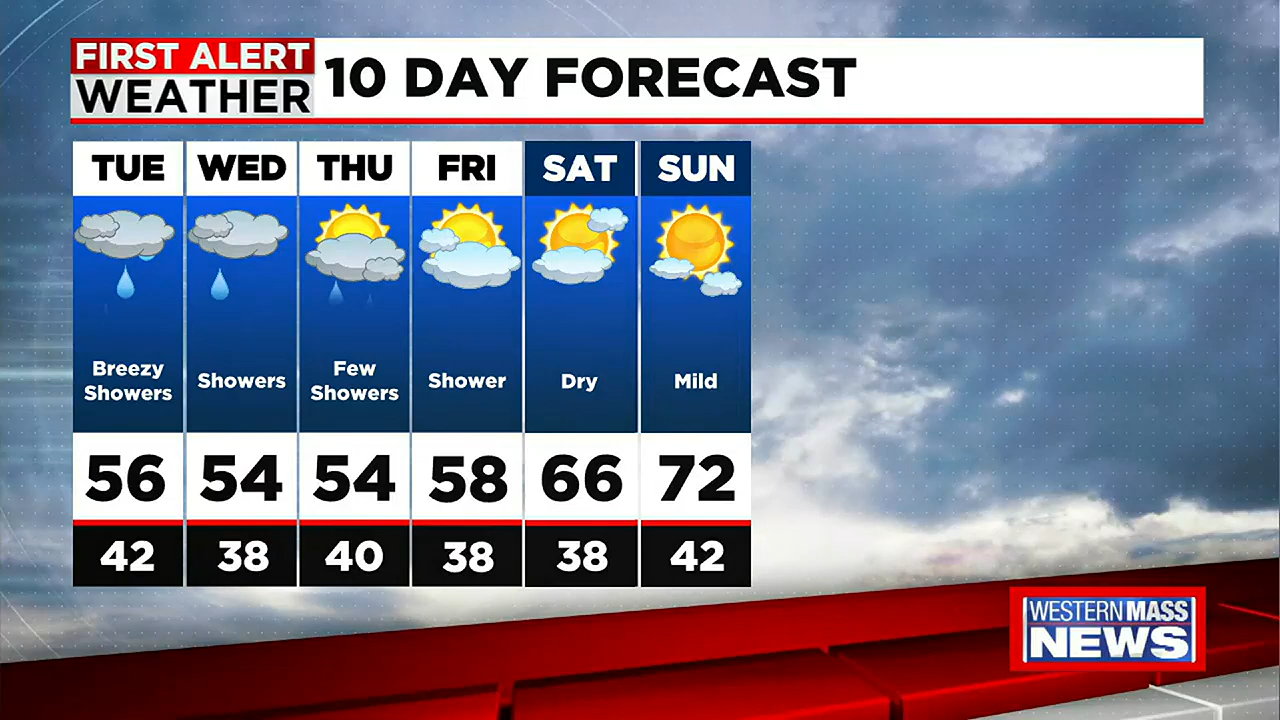 FIRST ALERT
WEATHER
10 DAY FORECAST
TUE WED THU FRI SAT SUN
Breezy
Showers
Showers
Few
Showers
Shower
Dry
Mild
56 54 54 58 66 72
42 38 40 38 38 42
WESTERN MASS
NEWS